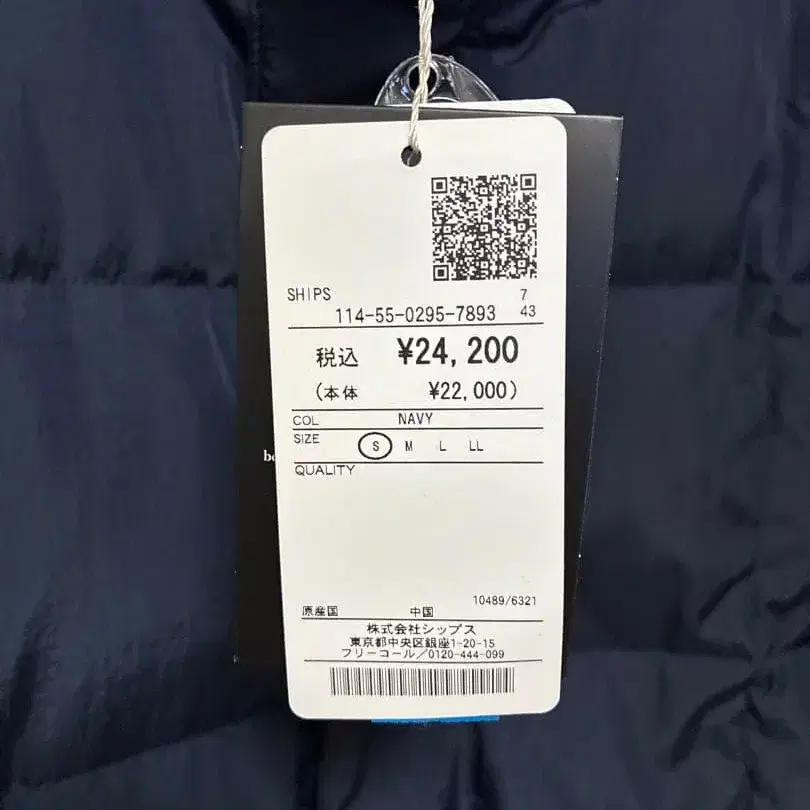 SHIPS 7
114-55-0295-7893 43
税込 ¥24,200
(本体 ¥22,000)
COL NAVY
SIZE S M L LL
QUALITY
10489/6321
原産国 中国
株式会社シップス
東京都中央区銀座1-20-15
フリーコール/0120-444-099